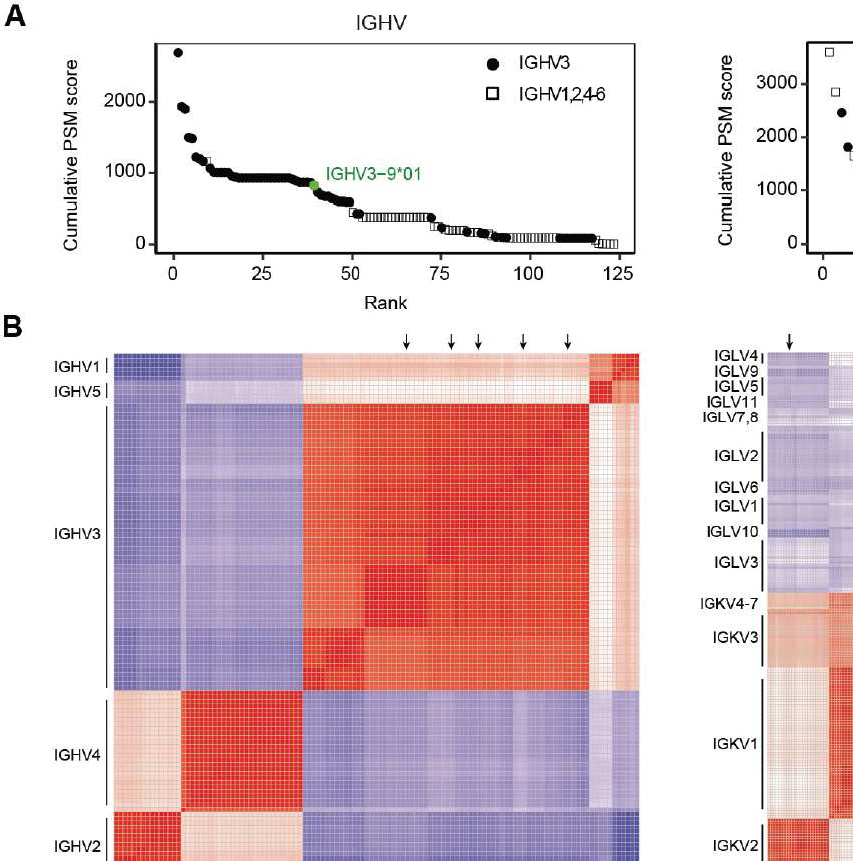 A
IGHV
Cumulative PSM score
2000
1000
0
IGHV3
IGHV1,2,4-6
IGHV3−9*01
0 25 50 75 100 125
Rank
Cumulative PSM score
3000
2000
1000
0
0
B
IGHV1
IGHV5
IGHV3
IGHV4
IGHV2
IGLV4
IGLV9
IGLV5
IGLV11
IGLV7,8
IGLV2
IGLV6
IGLV1
IGLV10
IGLV3
IGKV4-7
IGKV3
IGKV1
IGKV2